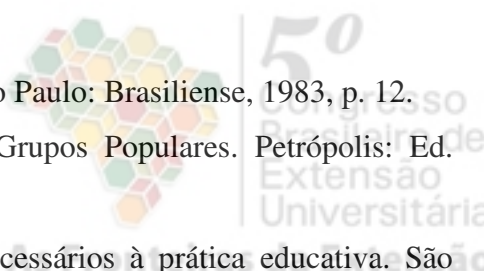 5º
o Paulo: Brasiliense, 1983, p. 12.
Congresso
Brasileiro de
Grupos Populares. Petrópolis: Ed.
Extensão
Universitária
cessários à prática educativa. São